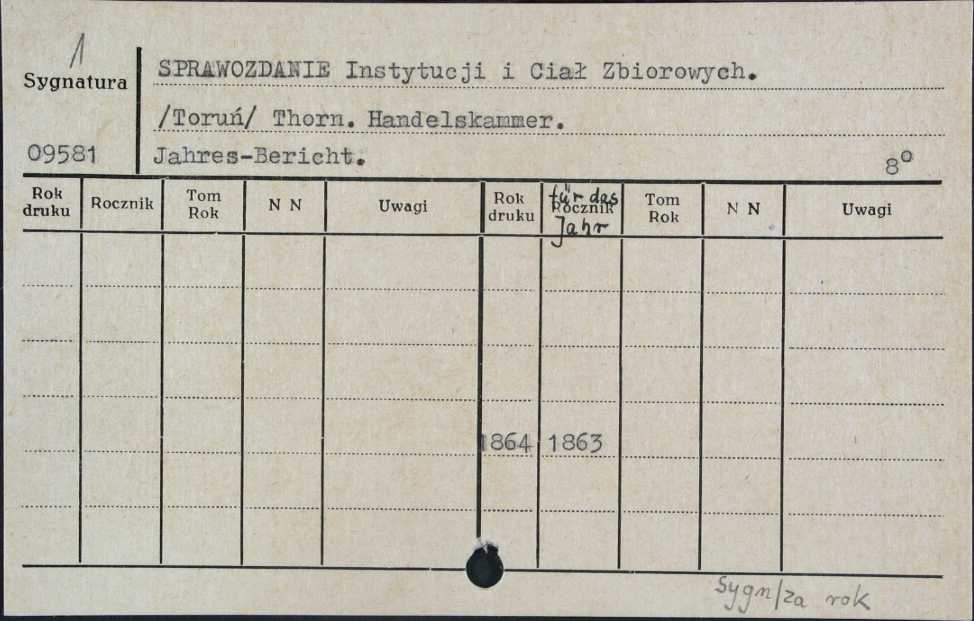 1
Sygnatura
SPRAWOZDANIE Instytucji i Ciał Zbiorowych.
/Toruń/ Thorn. Handelskammer.
09581 Jahres-Bericht. 8°
Rok druku Rocznik Tom Rok N N Uwagi Rok druku Rocznik für das Jahr Tom Rok N N Uwagi
1864 1863
Sygn/za rok